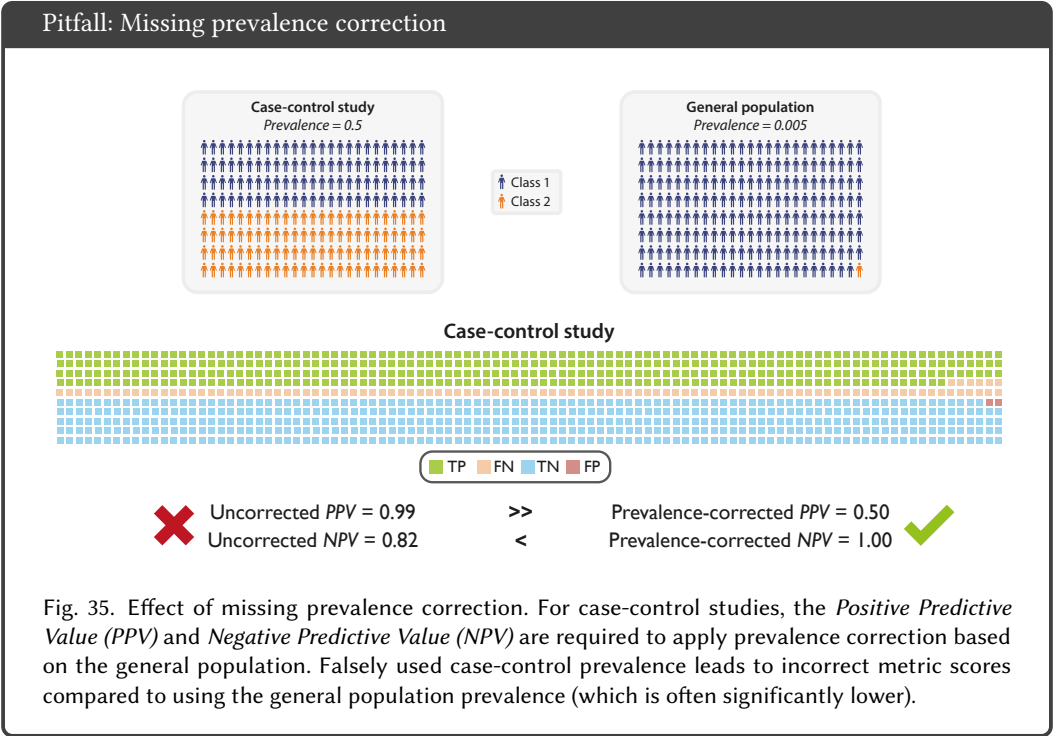 Pitfall: Missing prevalence correction
Case-control study
Prevalence = 0.5
General population
Prevalence = 0.005
Class 1
Class 2
Case-control study
TP FN TN FP
Uncorrected PPV = 0.99 >> Prevalence-corrected PPV = 0.50
Uncorrected NPV = 0.82 < Prevalence-corrected NPV = 1.00
Fig. 35. Effect of missing prevalence correction. For case-control studies, the Positive Predictive
Value (PPV) and Negative Predictive Value (NPV) are required to apply prevalence correction based
on the general population. Falsely used case-control prevalence leads to incorrect metric scores
compared to using the general population prevalence (which is often significantly lower).